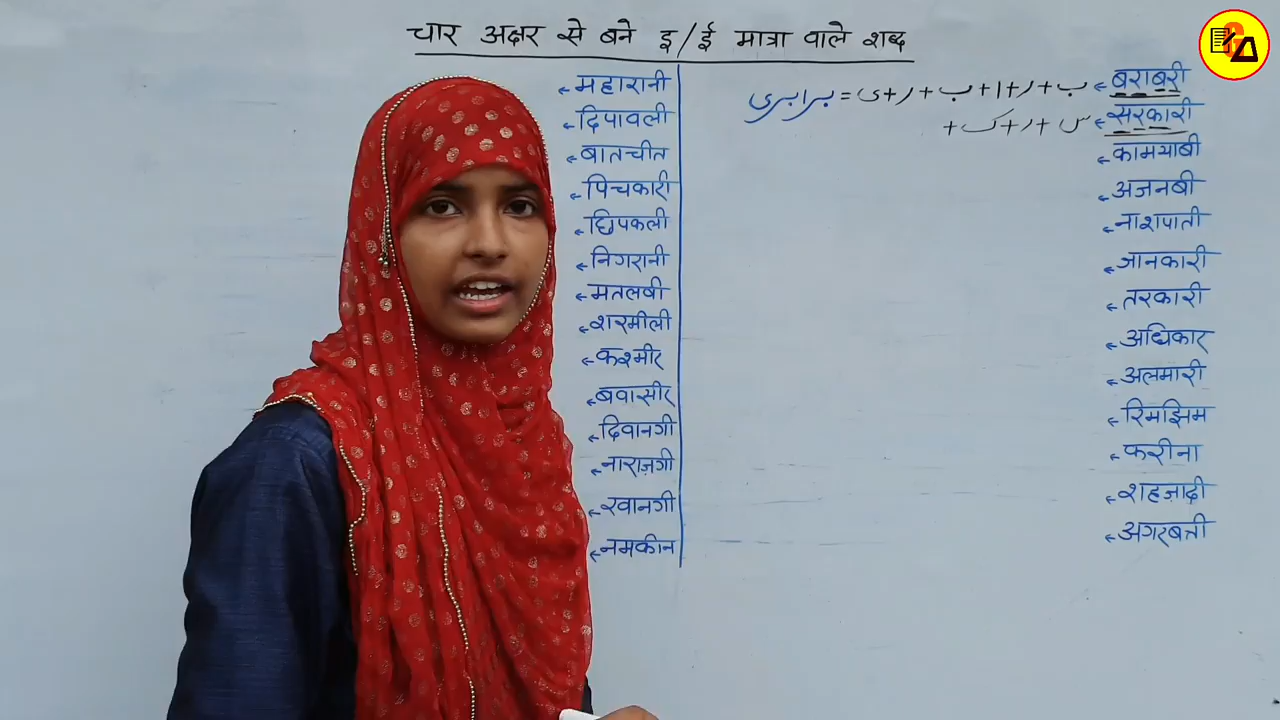 चार अक्षर से बने इ/ई मात्रा वाले शब्द
बराबरी ب+ر+ا+ب+ر+ی = برابری
सरकारी س+ر+ک+
कामयाबी
अजनबी
नाशपाती
जानकारी
तरकारी
अधिकार
अलमारी
रिमझिम
करीना
शहज़ादी
अगरबत्ती
महारानी
दिपावली
बातचीत
पिचकारी
छिपकली
निगरानी
मतलबी
शरमीली
कश्मीर
बवासीर
दिवानगी
नाराज़गी
रवानगी
नमकीन